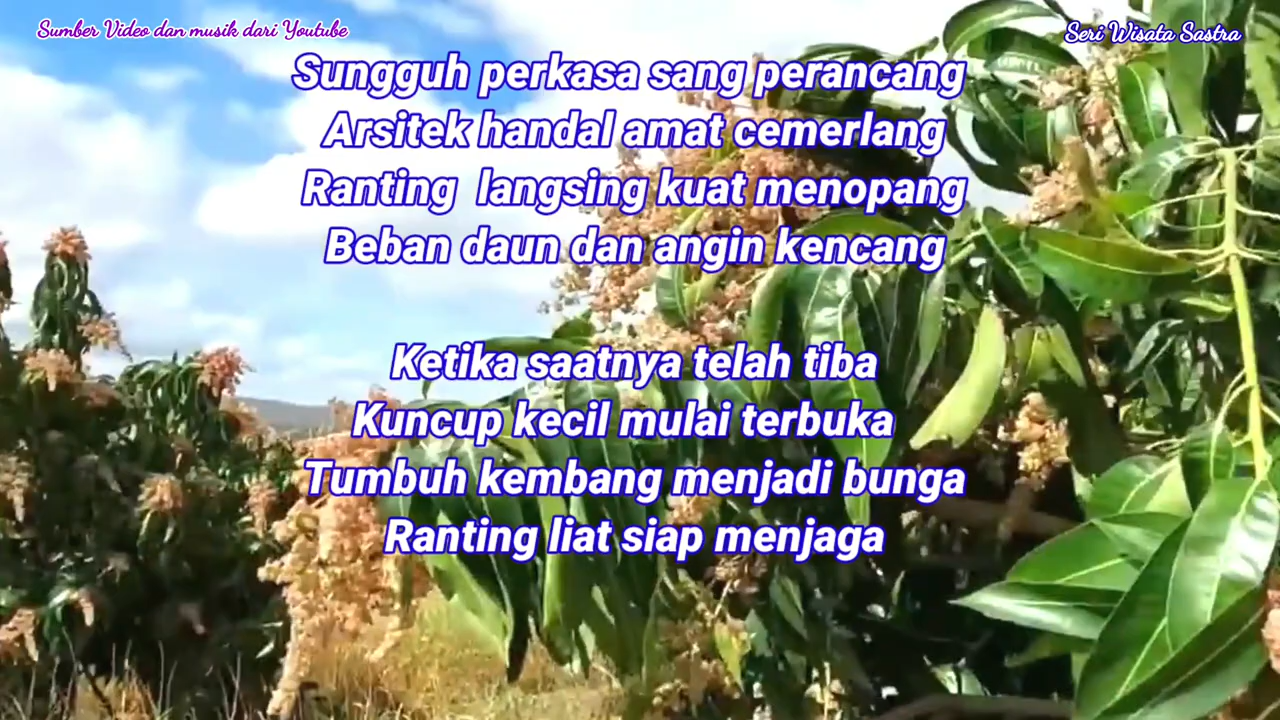 Sumber Video dan musik dari Youtube
Seri Wisata Sastra
Sungguh perkasa sang perancang
Arsitek handal amat cemerlang
Ranting langsing kuat menopang
Beban daun dan angin kencang
Ketika saatnya telah tiba
Kuncup kecil mulai terbuka
Tumbuh kembang menjadi bunga
Ranting liat siap menjaga